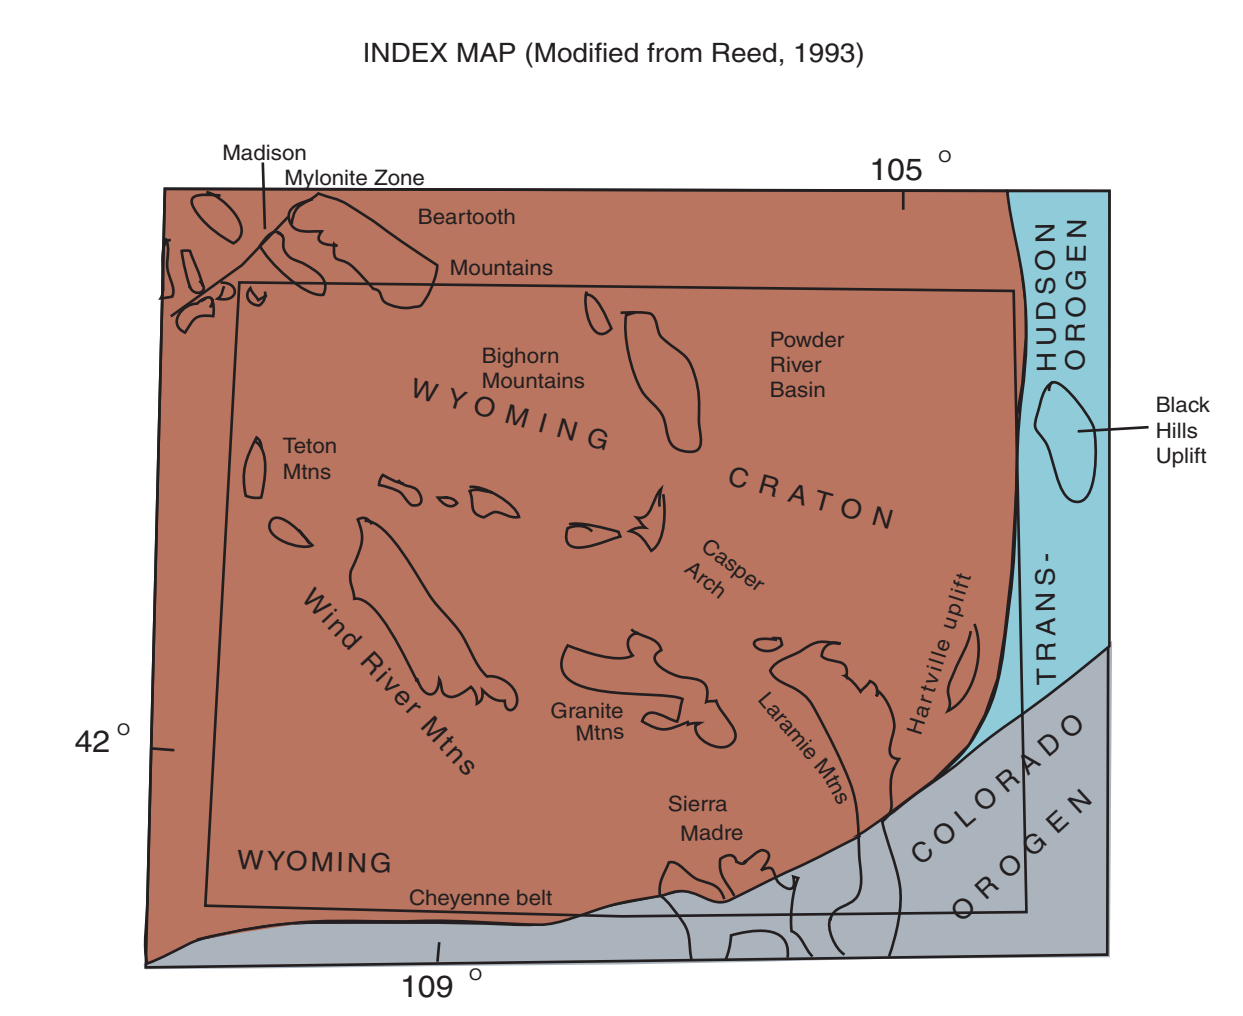 INDEX MAP (Modified from Reed, 1993)
Madison
Mylonite Zone
105 O
Beartooth
Mountains
HUDSON
OROGEN
Powder
River
Basin
Bighorn
Mountains
WYOMING
CRATON
Black
Hills
Uplift
Teton
Mtns
Casper
Arch
TRANS-
Hartville uplift
Wind River Mtns
Granite
Mtns
Laramie Mtns
42 O
COLORADO
OROGEN
Sierra
Madre
WYOMING
Cheyenne belt
109 O